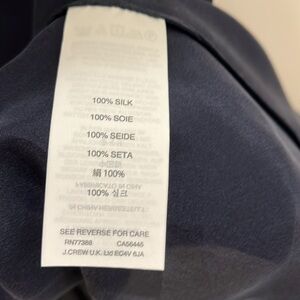 100% SILK
100% SOIE
100% SEIDE
100% SETA
絹 100%
100% 실크
SEE REVERSE FOR CARE
RN77388 CA56445
J.CREW U.K. Ltd EC4V 6JA